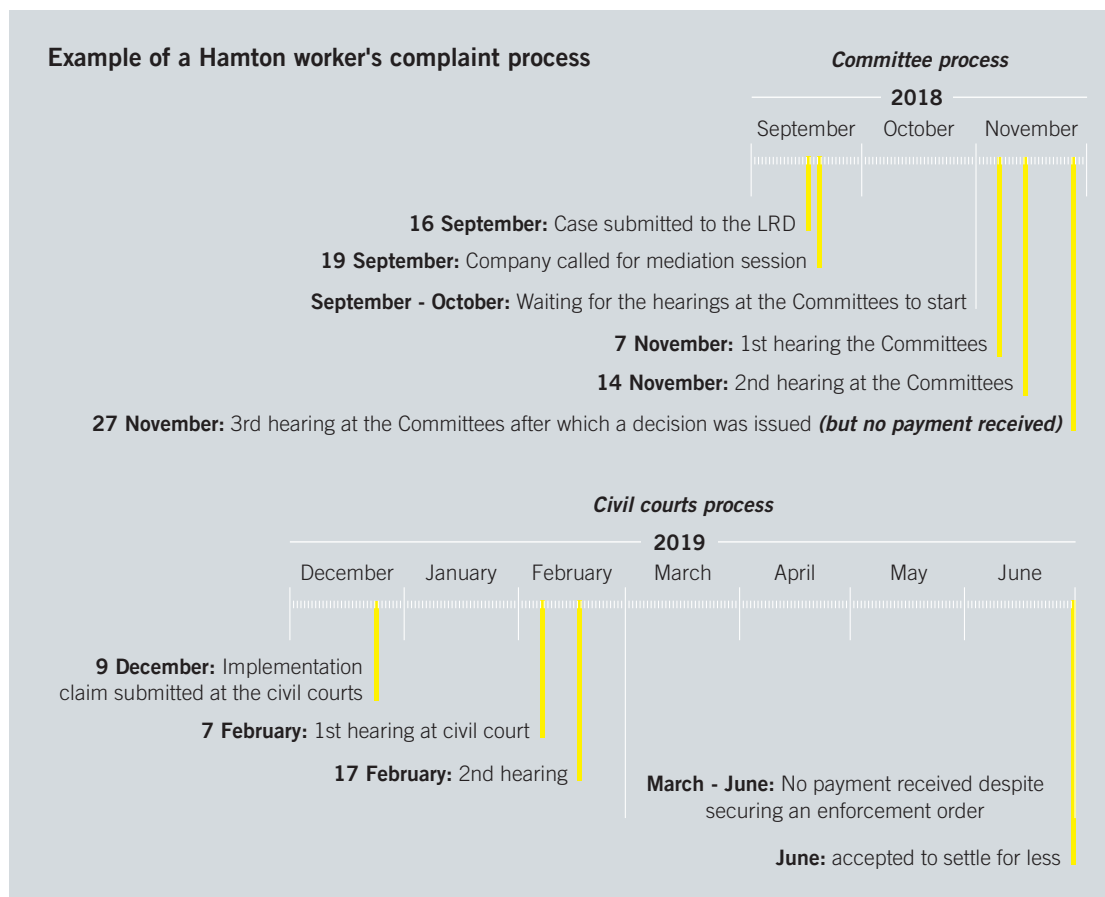 Example of a Hamton worker's complaint process
Committee process
2018
September October November
16 September: Case submitted to the LRD
19 September: Company called for mediation session
September - October: Waiting for the hearings at the Committees to start
7 November: 1st hearing the Committees
14 November: 2nd hearing at the Committees
27 November: 3rd hearing at the Committees after which a decision was issued (but no payment received)
Civil courts process
2019
December January February March April May June
9 December: Implementation
claim submitted at the civil courts
7 February: 1st hearing at civil court
17 February: 2nd hearing
March - June: No payment received despite
securing an enforcement order
June: accepted to settle for less